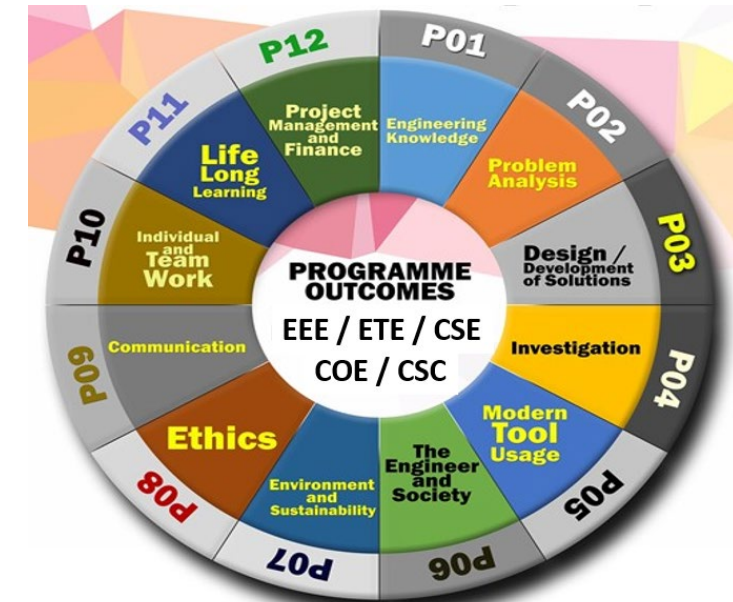 P01
Engineering
Knowledge
P02
Problem
Analysis
P03
Design /
Development
of Solutions
P04
Investigation
P05
Modern
Tool
Usage
P06
The
Engineer
and
Society
P07
Environment
and
Sustainability
P08
Ethics
P09
Communication
P10
Individual
and
Team
Work
P11
Life
Long
Learning
P12
Project
Management
and
Finance
PROGRAMME
OUTCOMES
EEE / ETE / CSE
COE / CSC